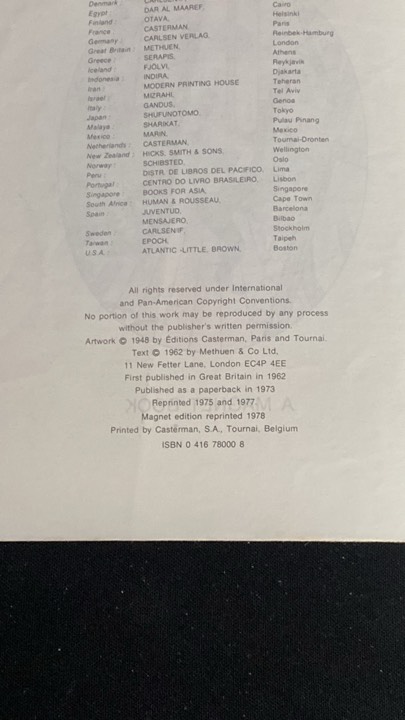 Denmark :
Egypt : DAR AL MAAREF, Cairo
Finland : OTAVA, Helsinki
France : CASTERMAN, Paris
Germany : CARLSEN VERLAG, Reinbek-Hamburg
Great Britain : METHUEN, London
Greece : SERAPIS, Athens
Iceland : FJOLVI, Reykjavik
Indonesia : INDIRA, Djakarta
Iran : MODERN PRINTING HOUSE Teheran
Israel : MIZRAHI, Tel Aviv
Italy : GANDUS, Genoa
Japan : SHUFUNOTOMO, Tokyo
Malaya : SHARIKAT, Pulau Pinang
Mexico : MARIN, Mexico
Netherlands : CASTERMAN, Tournai-Dronten
New Zealand : HICKS, SMITH & SONS, Wellington
Norway : SCHIBSTED, Oslo
Peru : DISTR. DE LIBROS DEL PACIFICO, Lima
Portugal : CENTRO DO LIVRO BRASILEIRO, Lisbon
Singapore : BOOKS FOR ASIA, Singapore
South Africa : HUMAN & ROUSSEAU, Cape Town
Spain : JUVENTUD, Barcelona
MENSAJERO, Bilbao
Sweden : CARLSEN IF, Stockholm
Taiwan : EPOCH, Taipeh
U.S.A. : ATLANTIC-LITTLE, BROWN, Boston
All rights reserved under International
and Pan-American Copyright Conventions.
No portion of this work may be reproduced by any process
without the publisher's written permission.
Artwork © 1948 by Editions Casterman, Paris and Tournai.
Text © 1962 by Methuen & Co Ltd,
11 New Fetter Lane, London EC4P 4EE
First published in Great Britain in 1962
Published as a paperback in 1973
Reprinted 1975 and 1977
Magnet edition reprinted 1978
Printed by Casterman, S.A., Tournai, Belgium
ISBN 0 416 78000 8